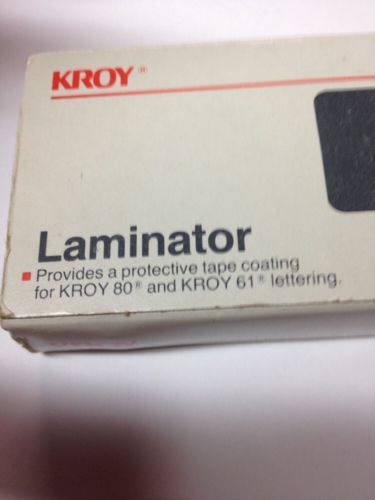 KROY®
Laminator
Provides a protective tape coating
for KROY 80® and KROY 61® lettering.